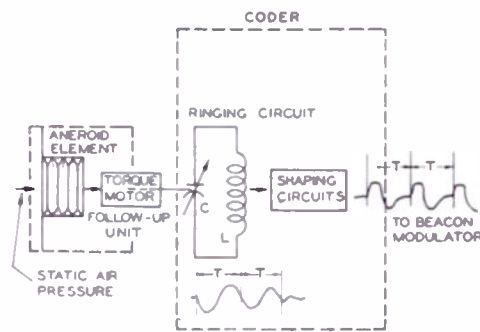 CODER
RINGING CIRCUIT
ANEROID
ELEMENT
TORQUE
MOTOR
FOLLOW-UP
UNIT
C
L
SHAPING
CIRCUITS
T T
TO BEACON
MODULATOR
STATIC AIR
PRESSURE
T T